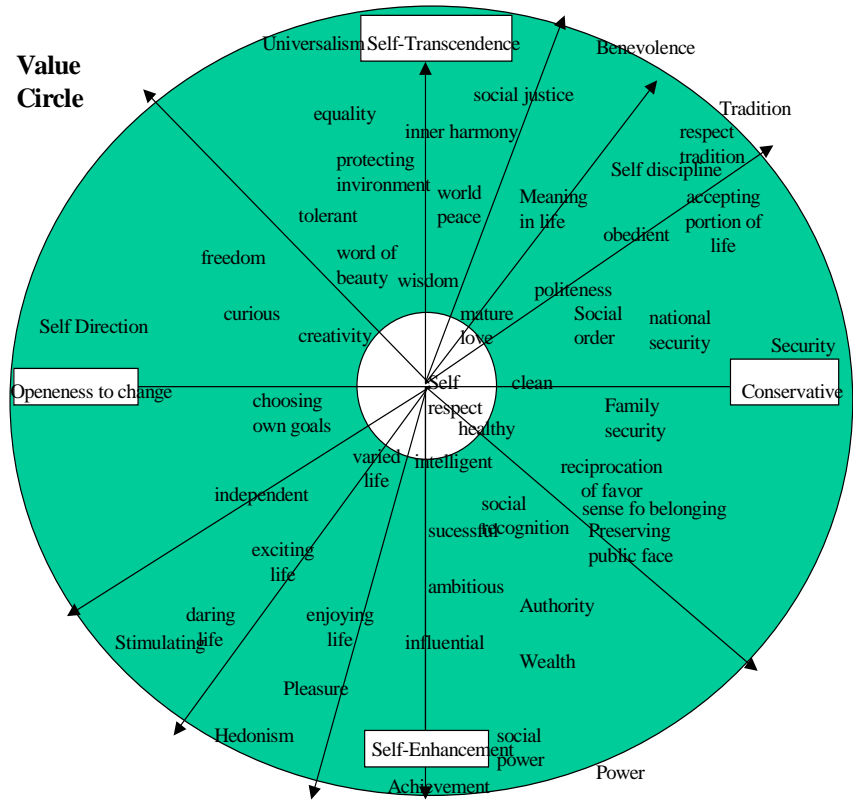 Value
Circle
Universalism
Self-Transcendence
Benevolence
social justice
Tradition
equality
inner harmony
respect
tradition
protecting
invironment
Self discipline
world
peace
Meaning
in life
accepting
portion of
life
tolerant
obedient
freedom
word of
beauty
wisdom
politeness
curious
mature
love
Social
order
national
security
Self Direction
creativity
Security
Openeness to change
Self
respect
clean
Conservative
choosing
own goals
healthy
Family
security
varied
life
intelligent
reciprocation
of favor
independent
social
recognition
sense fo belonging
sucessful
Preserving
public face
exciting
life
ambitious
Authority
daring
life
enjoying
life
Stimulating
influential
Wealth
Pleasure
Hedonism
Self-Enhancement
social
power
Power
Achievement